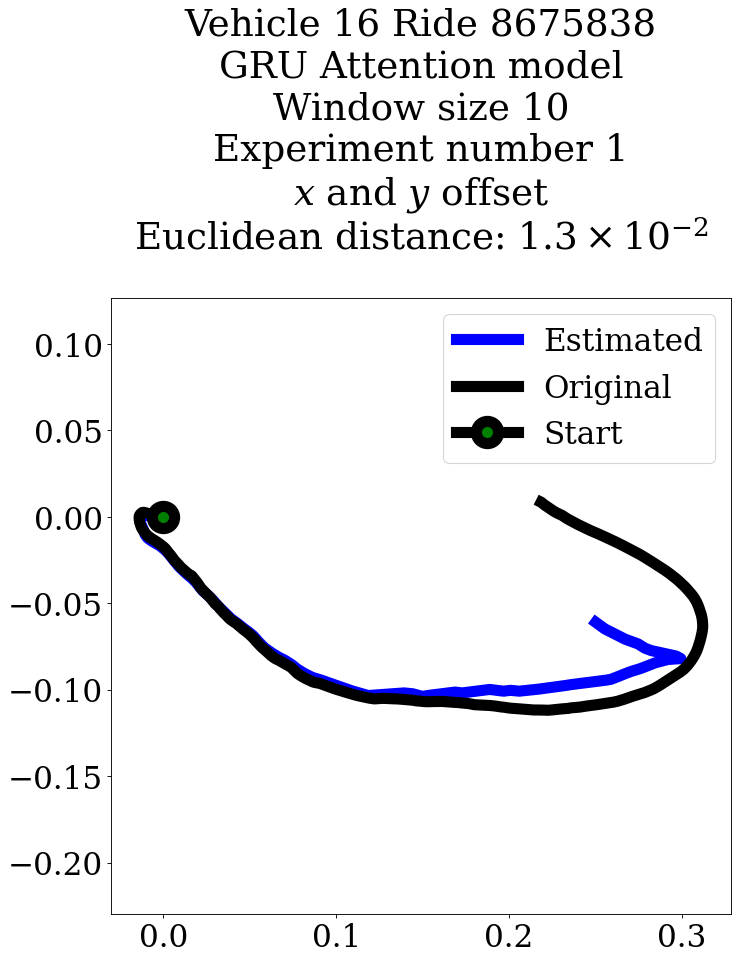 Vehicle 16 Ride 8675838
GRU Attention model
Window size 10
Experiment number 1
x and y offset
Euclidean distance: 1.3 × 10⁻²
Estimated
Original
Start
0.10
0.05
0.00
−0.05
−0.10
−0.15
−0.20
0.0 0.1 0.2 0.3